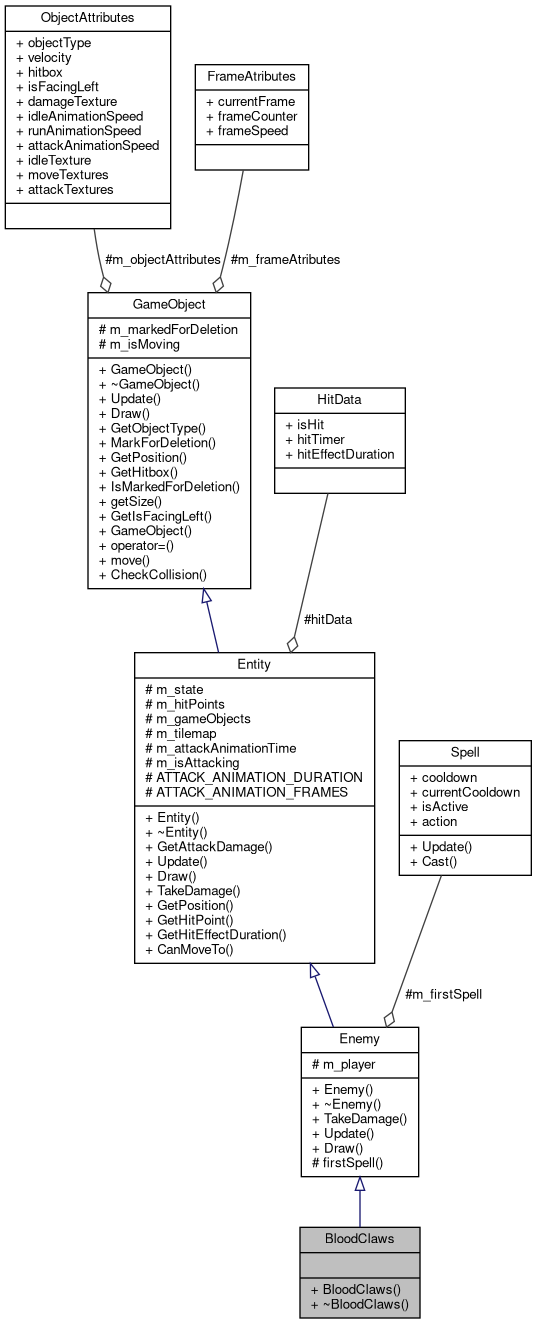 ObjectAttributes
+ objectType
+ velocity
+ hitbox
+ isFacingLeft
+ damageTexture
+ idleAnimationSpeed
+ runAnimationSpeed
+ attackAnimationSpeed
+ idleTexture
+ moveTextures
+ attackTextures
FrameAtributes
+ currentFrame
+ frameCounter
+ frameSpeed
#m_objectAttributes
#m_frameAtributes
GameObject
# m_markedForDeletion
# m_isMoving
+ GameObject()
+ ~GameObject()
+ Update()
+ Draw()
+ GetObjectType()
+ MarkForDeletion()
+ GetPosition()
+ GetHitbox()
+ IsMarkedForDeletion()
+ getSize()
+ GetIsFacingLeft()
+ GameObject()
+ operator=()
+ move()
+ CheckCollision()
HitData
+ isHit
+ hitTimer
+ hitEffectDuration
#hitData
Entity
# m_state
# m_hitPoints
# m_gameObjects
# m_tilemap
# m_attackAnimationTime
# m_isAttacking
# ATTACK_ANIMATION_DURATION
# ATTACK_ANIMATION_FRAMES
+ Entity()
+ ~Entity()
+ GetAttackDamage()
+ Update()
+ Draw()
+ TakeDamage()
+ GetPosition()
+ GetHitPoint()
+ GetHitEffectDuration()
+ CanMoveTo()
Spell
+ cooldown
+ currentCooldown
+ isActive
+ action
+ Update()
+ Cast()
#m_firstSpell
Enemy
# m_player
+ Enemy()
+ ~Enemy()
+ TakeDamage()
+ Update()
+ Draw()
# firstSpell()
BloodClaws
+ BloodClaws()
+ ~BloodClaws()